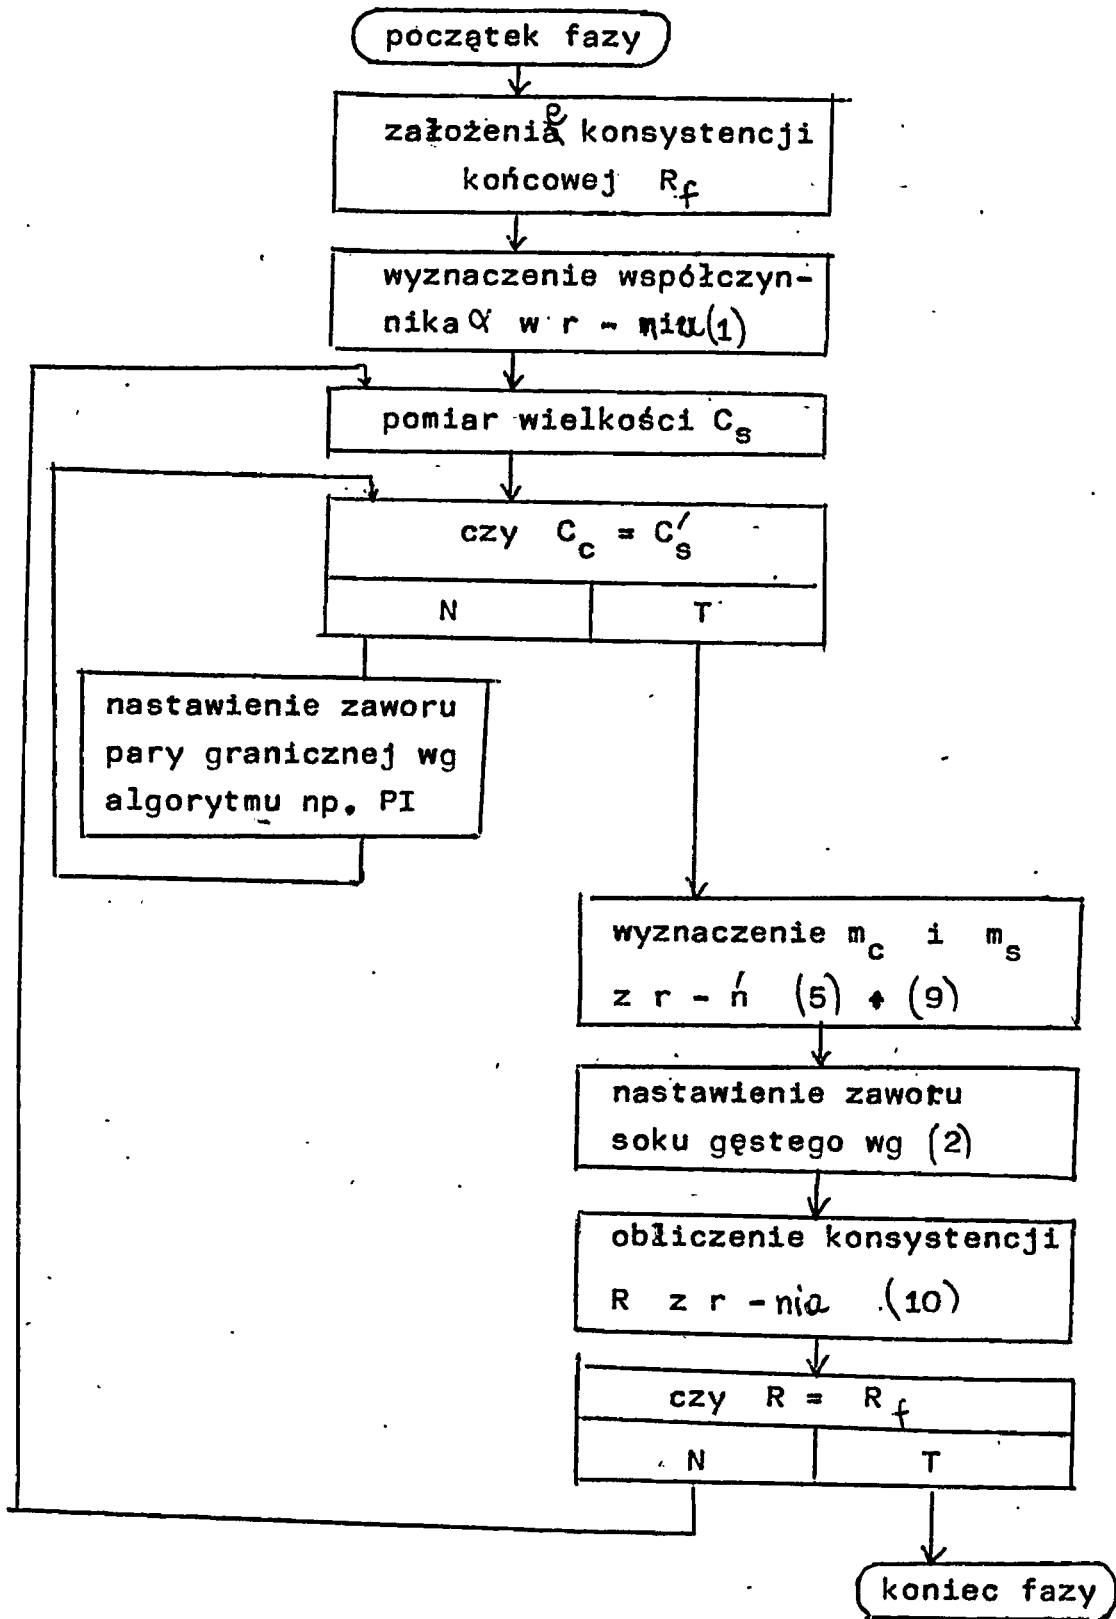 początek fazy
założenie konsystencji
końcowej R_f
wyznaczenie współczyn-
nika α w r - niu (1)
pomiar wielkości C_s
czy C_c = C_s'
N T
nastawienie zaworu
pary granicznej wg
algorytmu np. PI
wyznaczenie m_c i m_s
z r - ń (5) ÷ (9)
nastawienie zaworu
soku gęstego wg (2)
obliczenie konsystencji
R z r - nia (10)
czy R = R_f
N T
koniec fazy